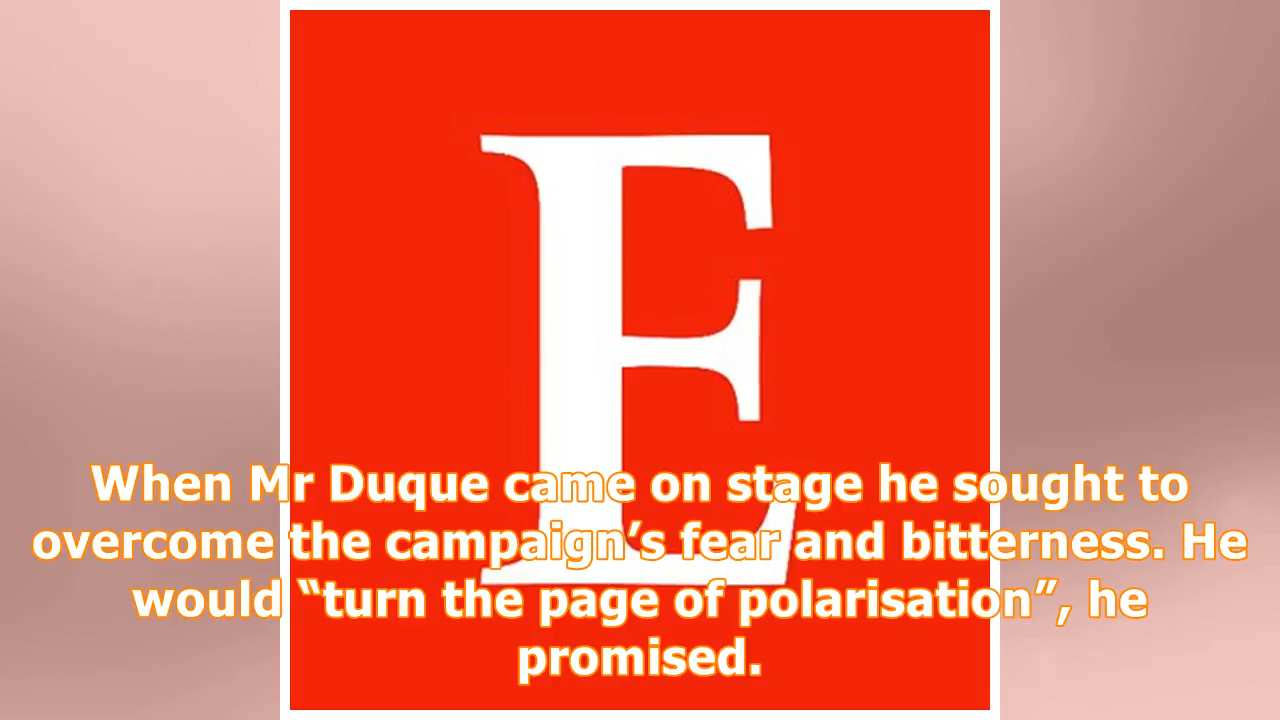 E
When Mr Duque came on stage he sought to
overcome the campaign’s fear and bitterness. He
would “turn the page of polarisation”, he
promised.